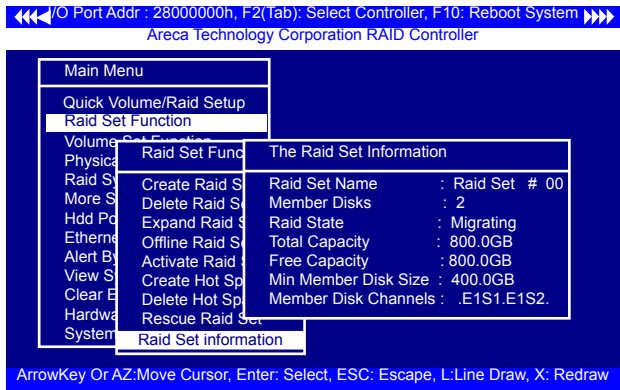 I/O Port Addr : 28000000h, F2(Tab): Select Controller, F10: Reboot System
Areca Technology Corporation RAID Controller
Main Menu
Quick Volume/Raid Setup
Raid Set Function
Volume Set Function
Physica
Raid Sy
More S
Hdd Po
Etherne
Alert By
View S
Clear E
Hardwa
System
Raid Set Func
Create Raid S
Delete Raid Se
Expand Raid S
Offline Raid Se
Activate Raid S
Create Hot Sp
Delete Hot Spa
Rescue Raid Set
Raid Set information
The Raid Set Information
Raid Set Name : Raid Set # 00
Member Disks : 2
Raid State : Migrating
Total Capacity : 800.0GB
Free Capacity : 800.0GB
Min Member Disk Size : 400.0GB
Member Disk Channels : .E1S1.E1S2.
ArrowKey Or AZ:Move Cursor, Enter: Select, ESC: Escape, L:Line Draw, X: Redraw